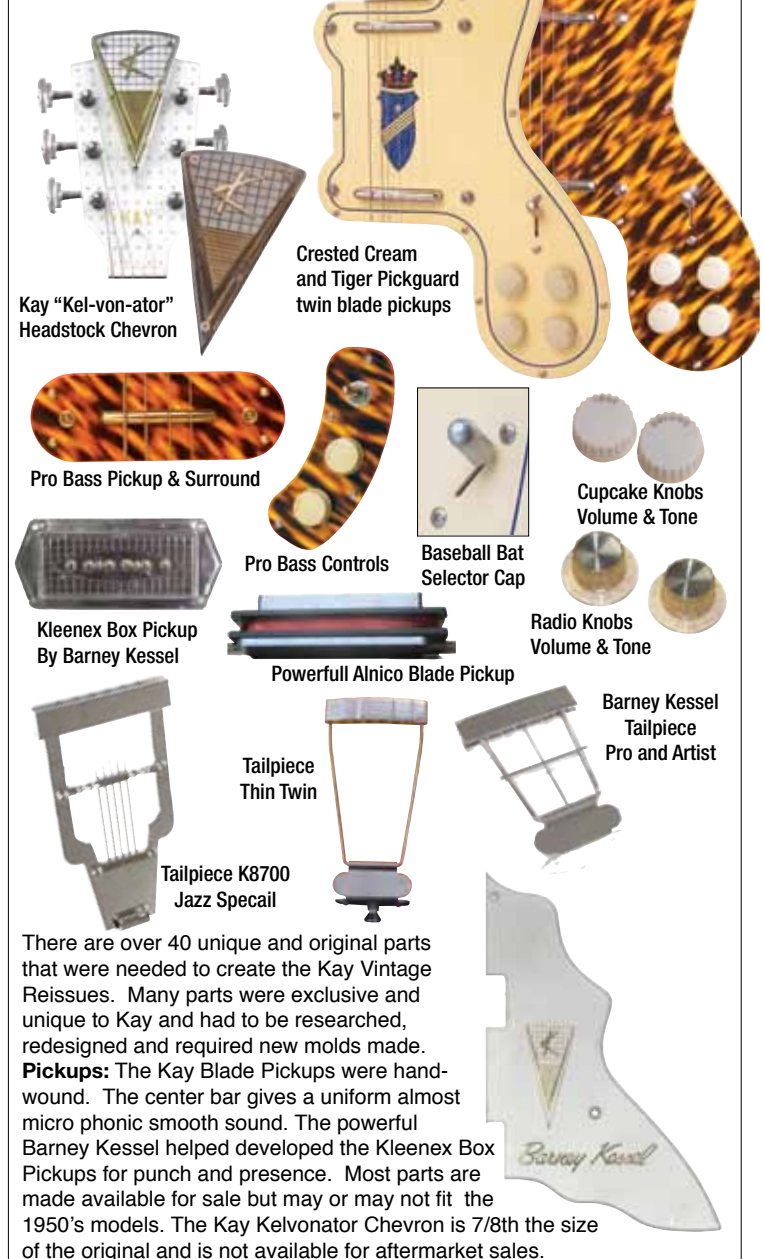 KAY
Kay “Kel-von-ator”
Headstock Chevron
Crested Cream
and Tiger Pickguard
twin blade pickups
Pro Bass Pickup & Surround
Pro Bass Controls
Baseball Bat
Selector Cap
Cupcake Knobs
Volume & Tone
Kleenex Box Pickup
By Barney Kessel
Powerfull Alnico Blade Pickup
Radio Knobs
Volume & Tone
Barney Kessel
Tailpiece
Pro and Artist
Tailpiece
Thin Twin
Tailpiece K8700
Jazz Specail
There are over 40 unique and original parts
that were needed to create the Kay Vintage
Reissues.  Many parts were exclusive and
unique to Kay and had to be researched,
redesigned and required new molds made.
Pickups: The Kay Blade Pickups were hand-
wound.  The center bar gives a uniform almost
micro phonic smooth sound. The powerful
Barney Kessel helped developed the Kleenex Box
Pickups for punch and presence.  Most parts are
made available for sale but may or may not fit  the
1950’s models. The Kay Kelvonator Chevron is 7/8th the size
of the original and is not available for aftermarket sales.
K
Barney Kessel